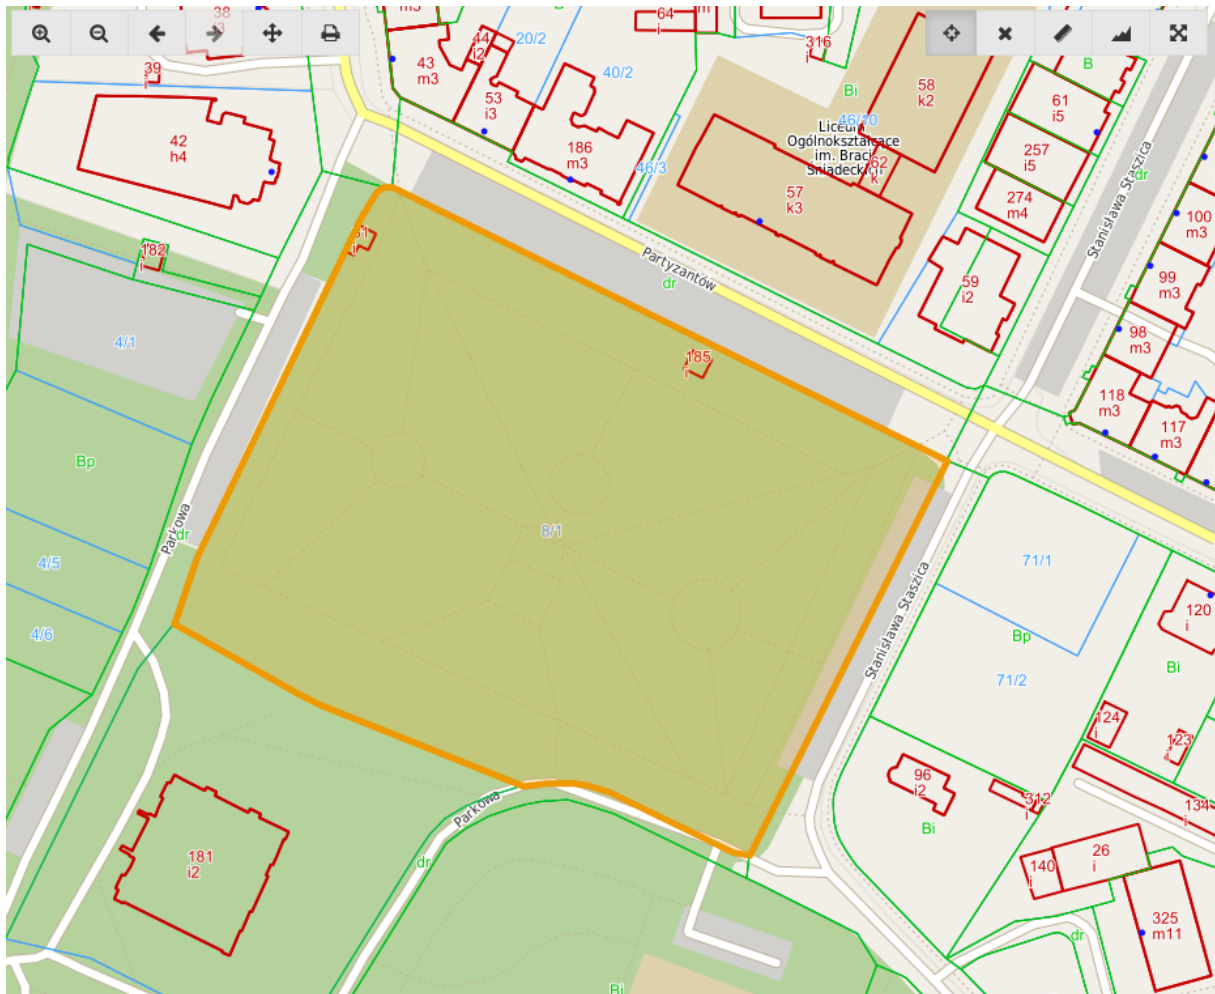 m3
38
i3
64
i
m
44
i2
20/2
316
i
39
i
43
m3
40/2
B
58
k2
Bi
53
i3
61
i5
46/10
Liceum
Ogólnokształcące
im. Braci
Śniadeckich
42
h4
186
m3
257
i5
62
k
46/3
dr
57
k3
274
m4
Stanisława Staszica
100
m3
i
182
i
Partyzantów
dr
59
i2
99
m3
4/1
98
m3
185
i
118
m3
117
m3
Bp
Parkowa
dr
8/1
71/1
4/5
Stanisława Staszica
120
i
4/6
Bp
Bi
71/2
124
i
123
i
96
i2
312
i
Parkowa
134
i
Bi
181
i2
dr
26
i
140
i
325
m11
dr
Bi